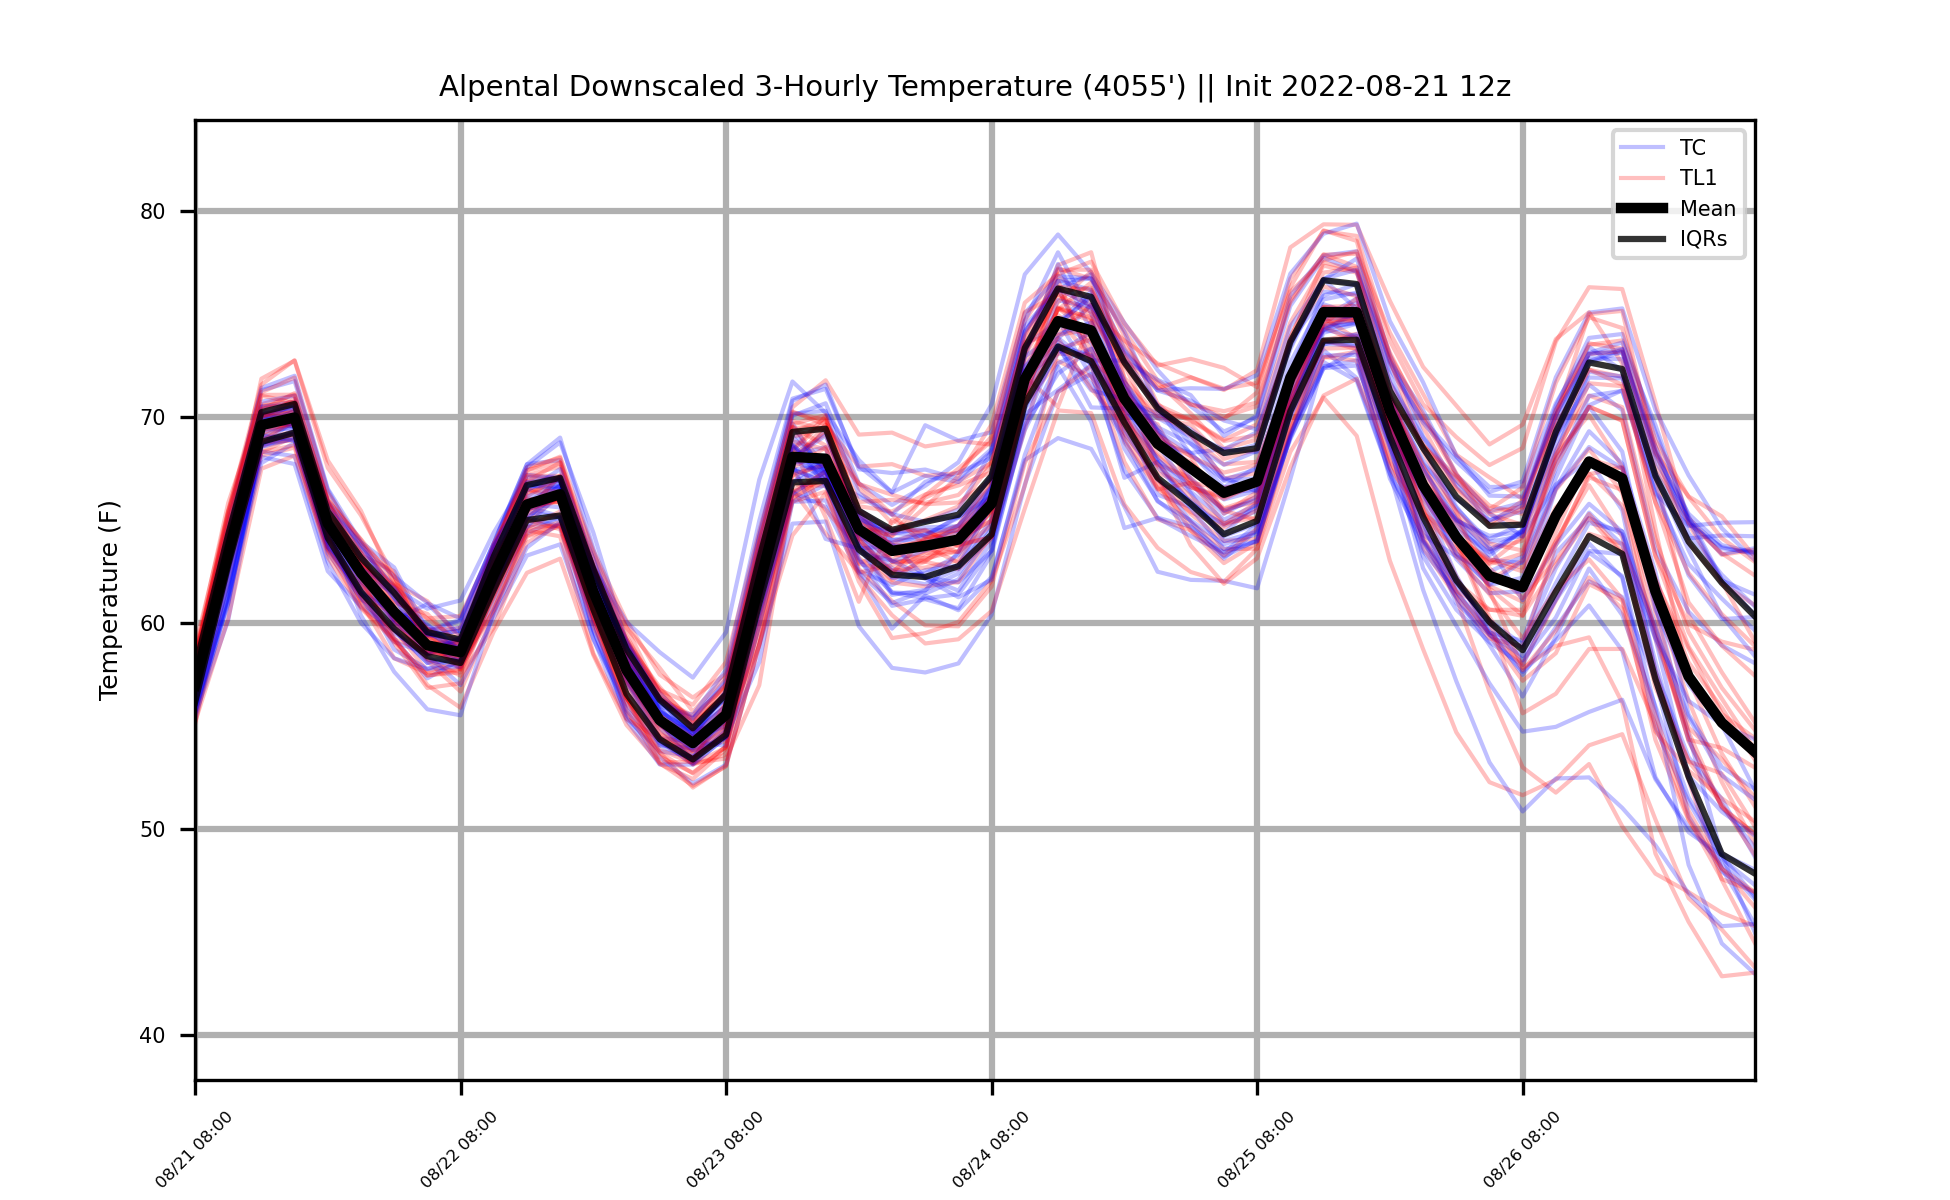 Alpental Downscaled 3-Hourly Temperature (4055') || Init 2022-08-21 12z
TC
TL1
Mean
IQRs
Temperature (F)
80
70
60
50
40
08/21 08:00
08/22 08:00
08/23 08:00
08/24 08:00
08/25 08:00
08/26 08:00